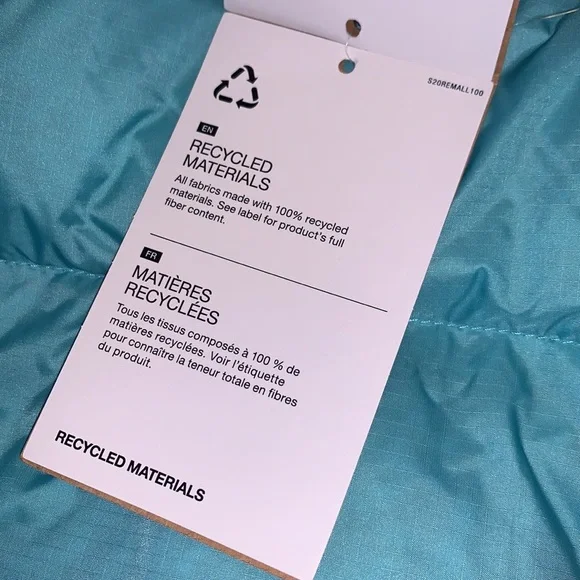 S20REMALL100
EN
RECYCLED
MATERIALS
All fabrics made with 100% recycled
materials. See label for product's full
fiber content.
FR
MATIÈRES
RECYCLÉES
Tous les tissus composés à 100 % de
matières recyclées. Voir l'étiquette
pour connaître la teneur totale en fibres
du produit.
RECYCLED MATERIALS